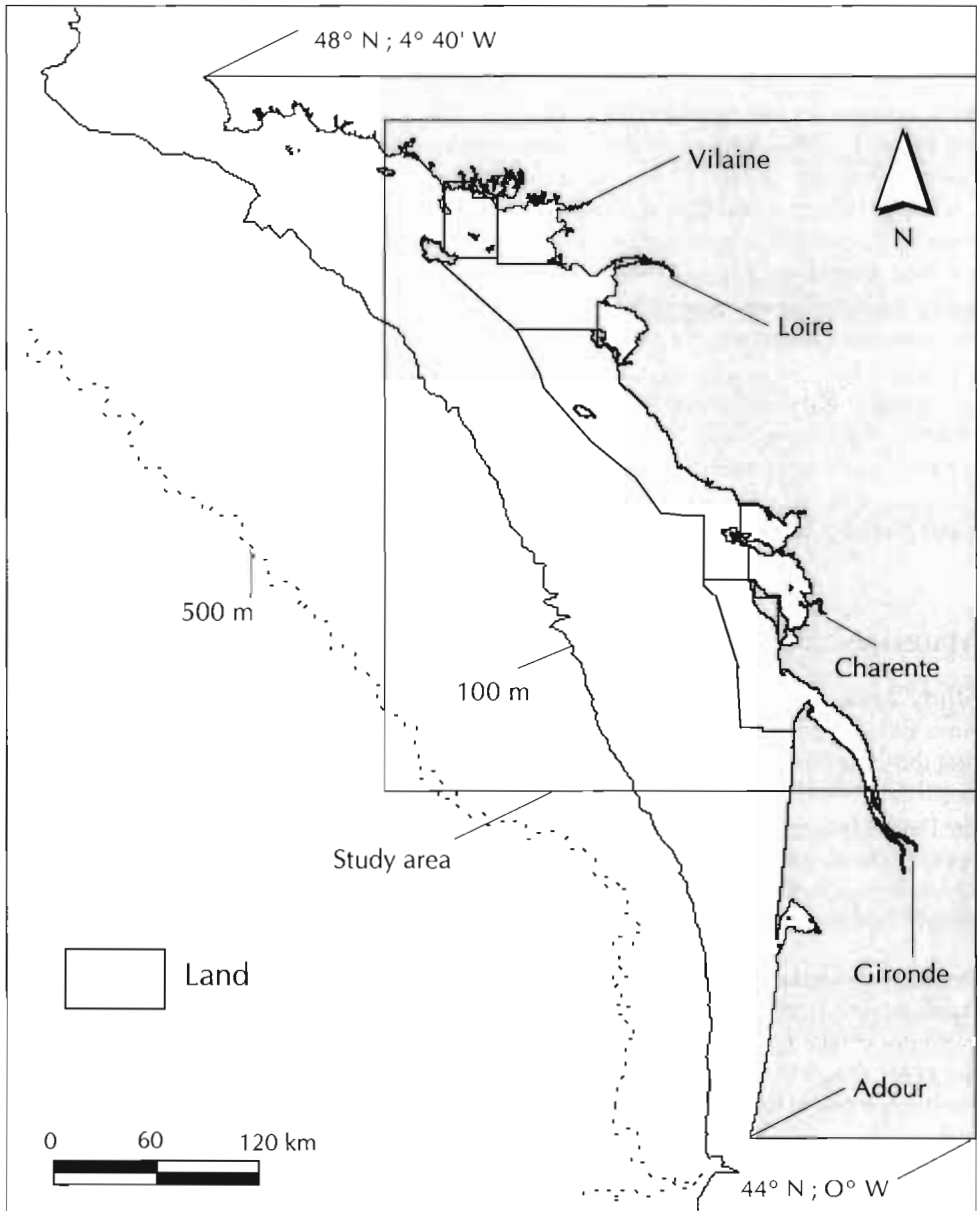 48° N ; 4° 40' W
Vilaine
N
Loire
500 m
Charente
100 m
Study area
Land
Gironde
Adour
0 60 120 km
44° N ; O° W